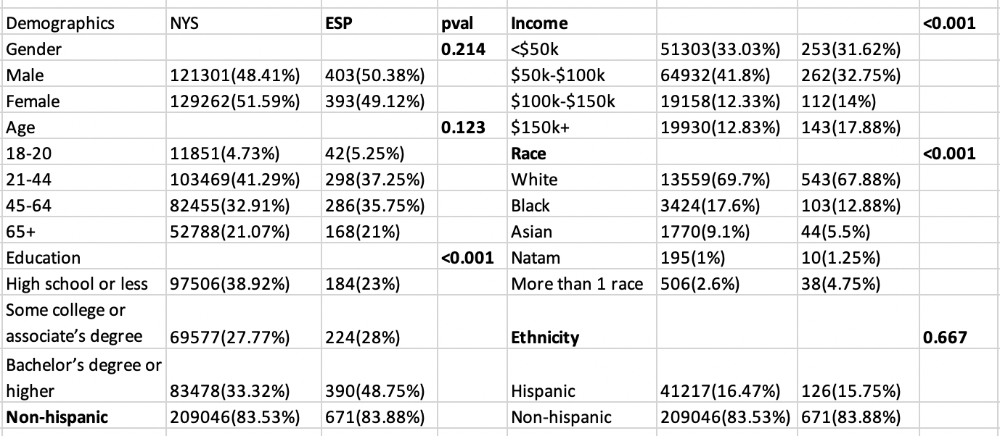 Demographics NYS ESP pval Income <0.001
Gender 0.214 <$50k 51303(33.03%) 253(31.62%)
Male 121301(48.41%) 403(50.38%) $50k-$100k 64932(41.8%) 262(32.75%)
Female 129262(51.59%) 393(49.12%) $100k-$150k 19158(12.33%) 112(14%)
Age 0.123 $150k+ 19930(12.83%) 143(17.88%)
18-20 11851(4.73%) 42(5.25%) Race <0.001
21-44 103469(41.29%) 298(37.25%) White 13559(69.7%) 543(67.88%)
45-64 82455(32.91%) 286(35.75%) Black 3424(17.6%) 103(12.88%)
65+ 52788(21.07%) 168(21%) Asian 1770(9.1%) 44(5.5%)
Education <0.001 Natam 195(1%) 10(1.25%)
High school or less 97506(38.92%) 184(23%) More than 1 race 506(2.6%) 38(4.75%)
Some college or
associate’s degree 69577(27.77%) 224(28%) Ethnicity 0.667
Bachelor’s degree or
higher 83478(33.32%) 390(48.75%) Hispanic 41217(16.47%) 126(15.75%)
Non-hispanic 209046(83.53%) 671(83.88%) Non-hispanic 209046(83.53%) 671(83.88%)